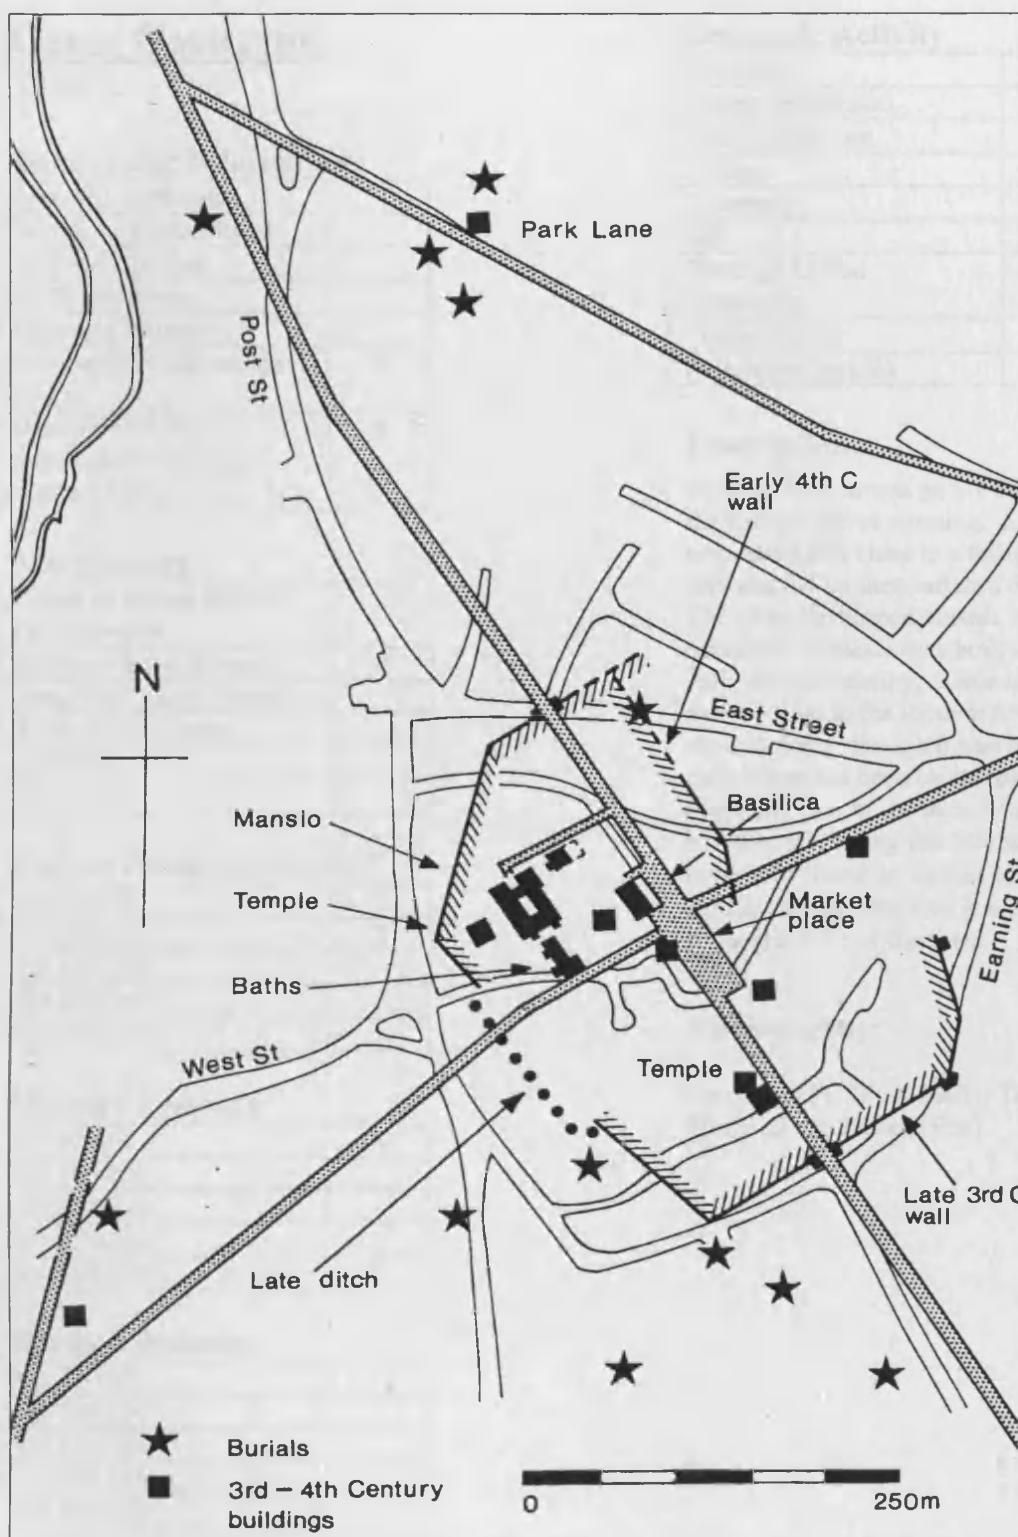 Park Lane
Post St
Early 4th C
wall
N
East Street
Mansio
Basilica
Temple
Market
place
Earning St
Baths
West St
Temple
Late 3rd C
wall
Late ditch
Burials
3rd – 4th Century
buildings
0
250m